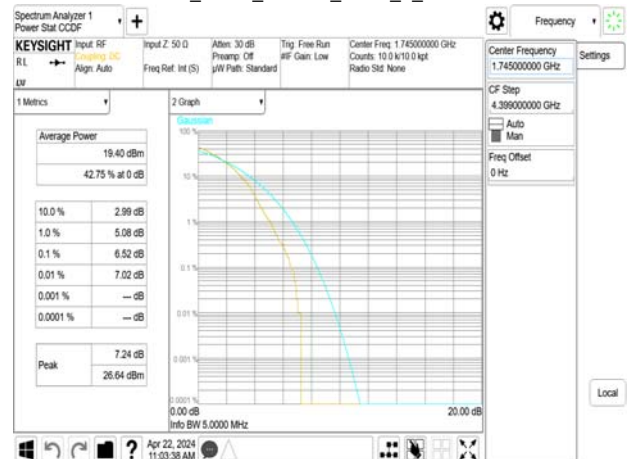 Spectrum Analyzer 1
Power Stat CCDF
Frequency
KEYSIGHT
RL
Input: RF
Coupling: DC
Align: Auto
Input Z: 50 Ω
Freq Ref: Int (S)
Atten: 30 dB
Preamp: Off
µW Path: Standard
Trig: Free Run
#IF Gain: Low
Center Freq: 1.745000000 GHz
Counts: 10.0 k/10.0 kpt
Radio Std: None
Center Frequency
1.745000000 GHz
Settings
CF Step
4.399000000 GHz
Auto
Man
Freq Offset
0 Hz
1 Metrics
2 Graph
Average Power
19.40 dBm
42.75 % at 0 dB
10.0 % 2.99 dB
1.0 % 5.08 dB
0.1 % 6.52 dB
0.01 % 7.02 dB
0.001 % --- dB
0.0001 % --- dB
Peak
7.24 dB
26.64 dBm
Gaussian
100 %
10 %
1 %
0.1 %
0.01 %
0.001 %
0.0001 %
0.00 dB
20.00 dB
Info BW 5.0000 MHz
Local
?
Apr 22, 2024
11:03:38 AM